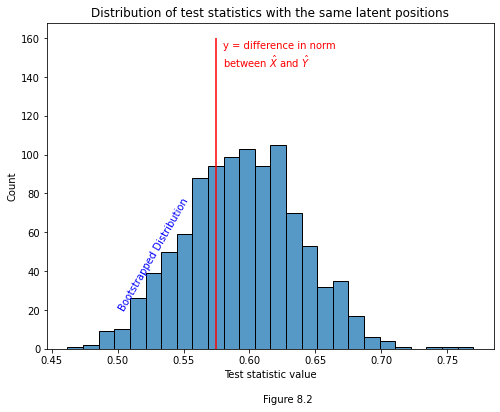 Distribution of test statistics with the same latent positions
160
140
120
100
80
60
40
20
0
Count
y = difference in norm
between X̂ and Ŷ
Bootstrapped Distribution
0.45 0.50 0.55 0.60 0.65 0.70 0.75
Test statistic value
Figure 8.2